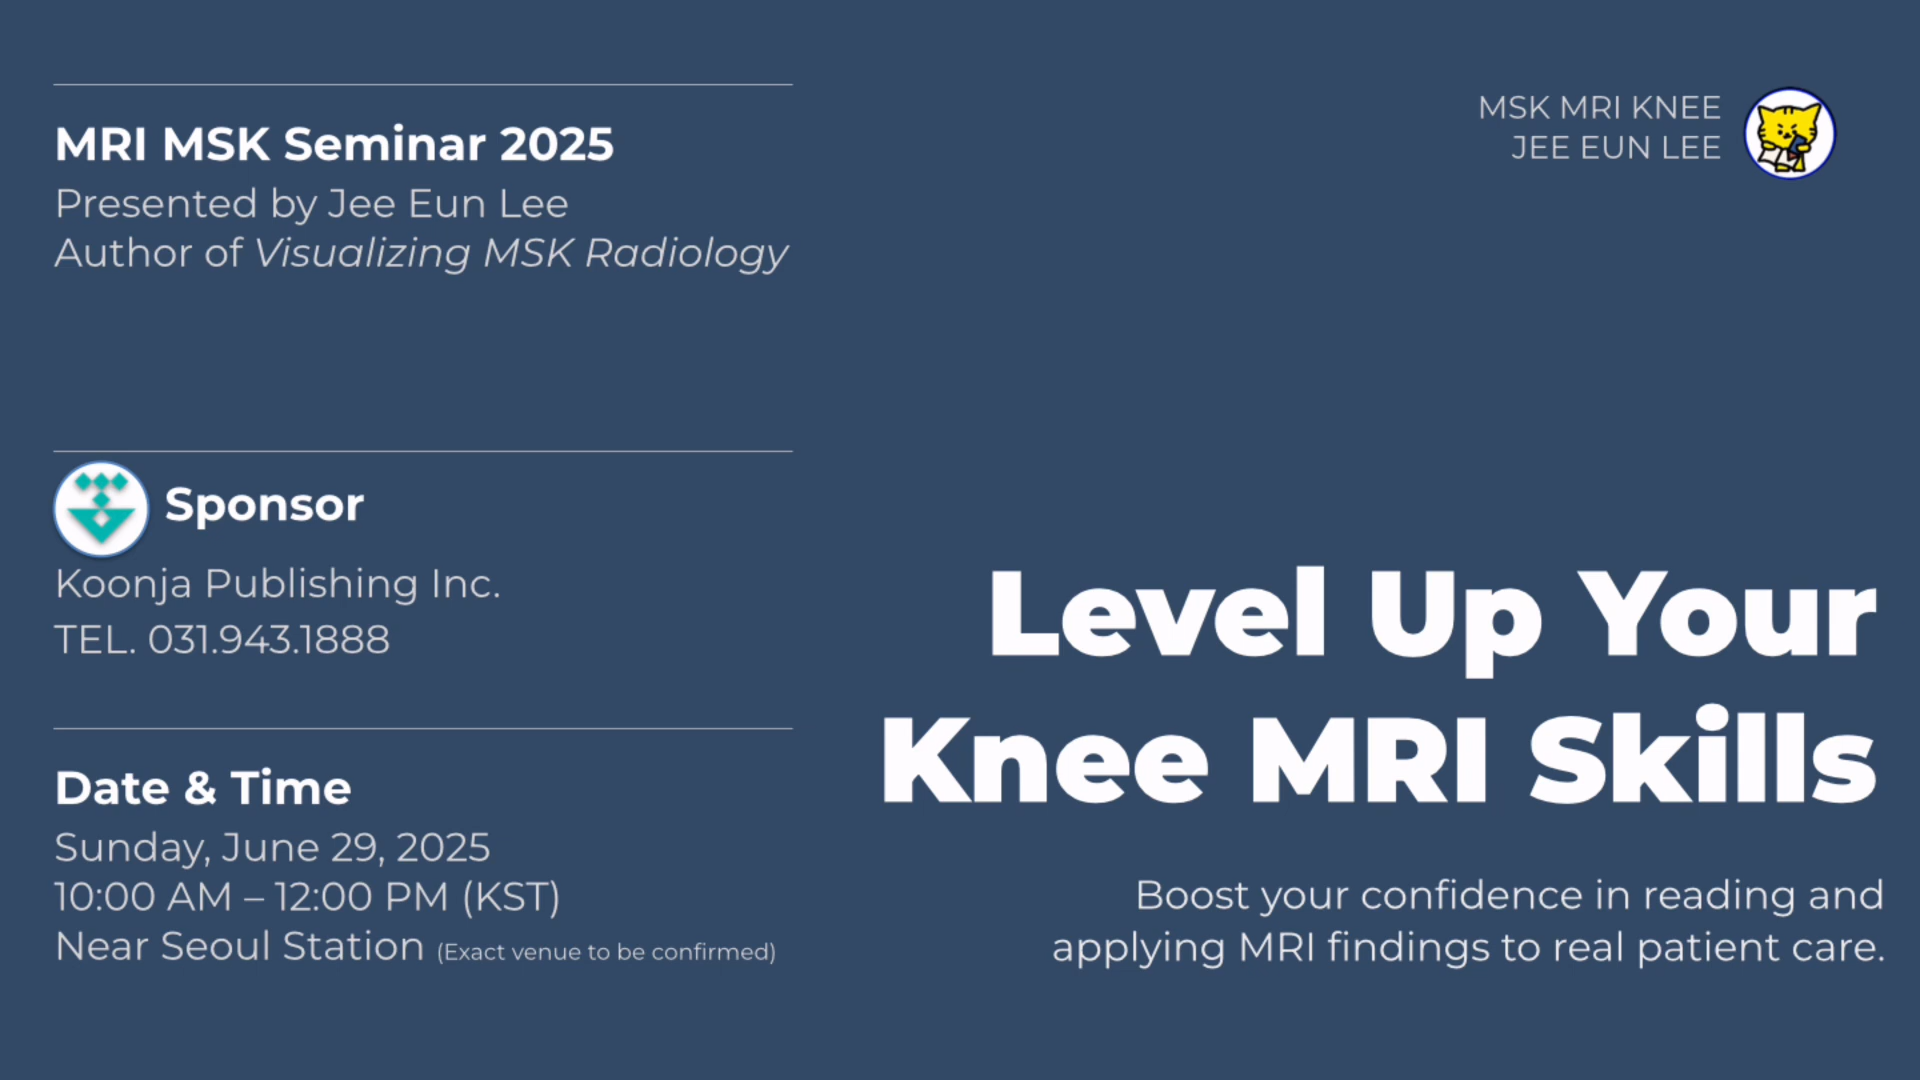 MRI MSK Seminar 2025
Presented by Jee Eun Lee
Author of Visualizing MSK Radiology
Sponsor
Koonja Publishing Inc.
TEL. 031.943.1888
Date & Time
Sunday, June 29, 2025
10:00 AM – 12:00 PM (KST)
Near Seoul Station (Exact venue to be confirmed)
MSK MRI KNEE
JEE EUN LEE
Level Up Your
Knee MRI Skills
Boost your confidence in reading and
applying MRI findings to real patient care.